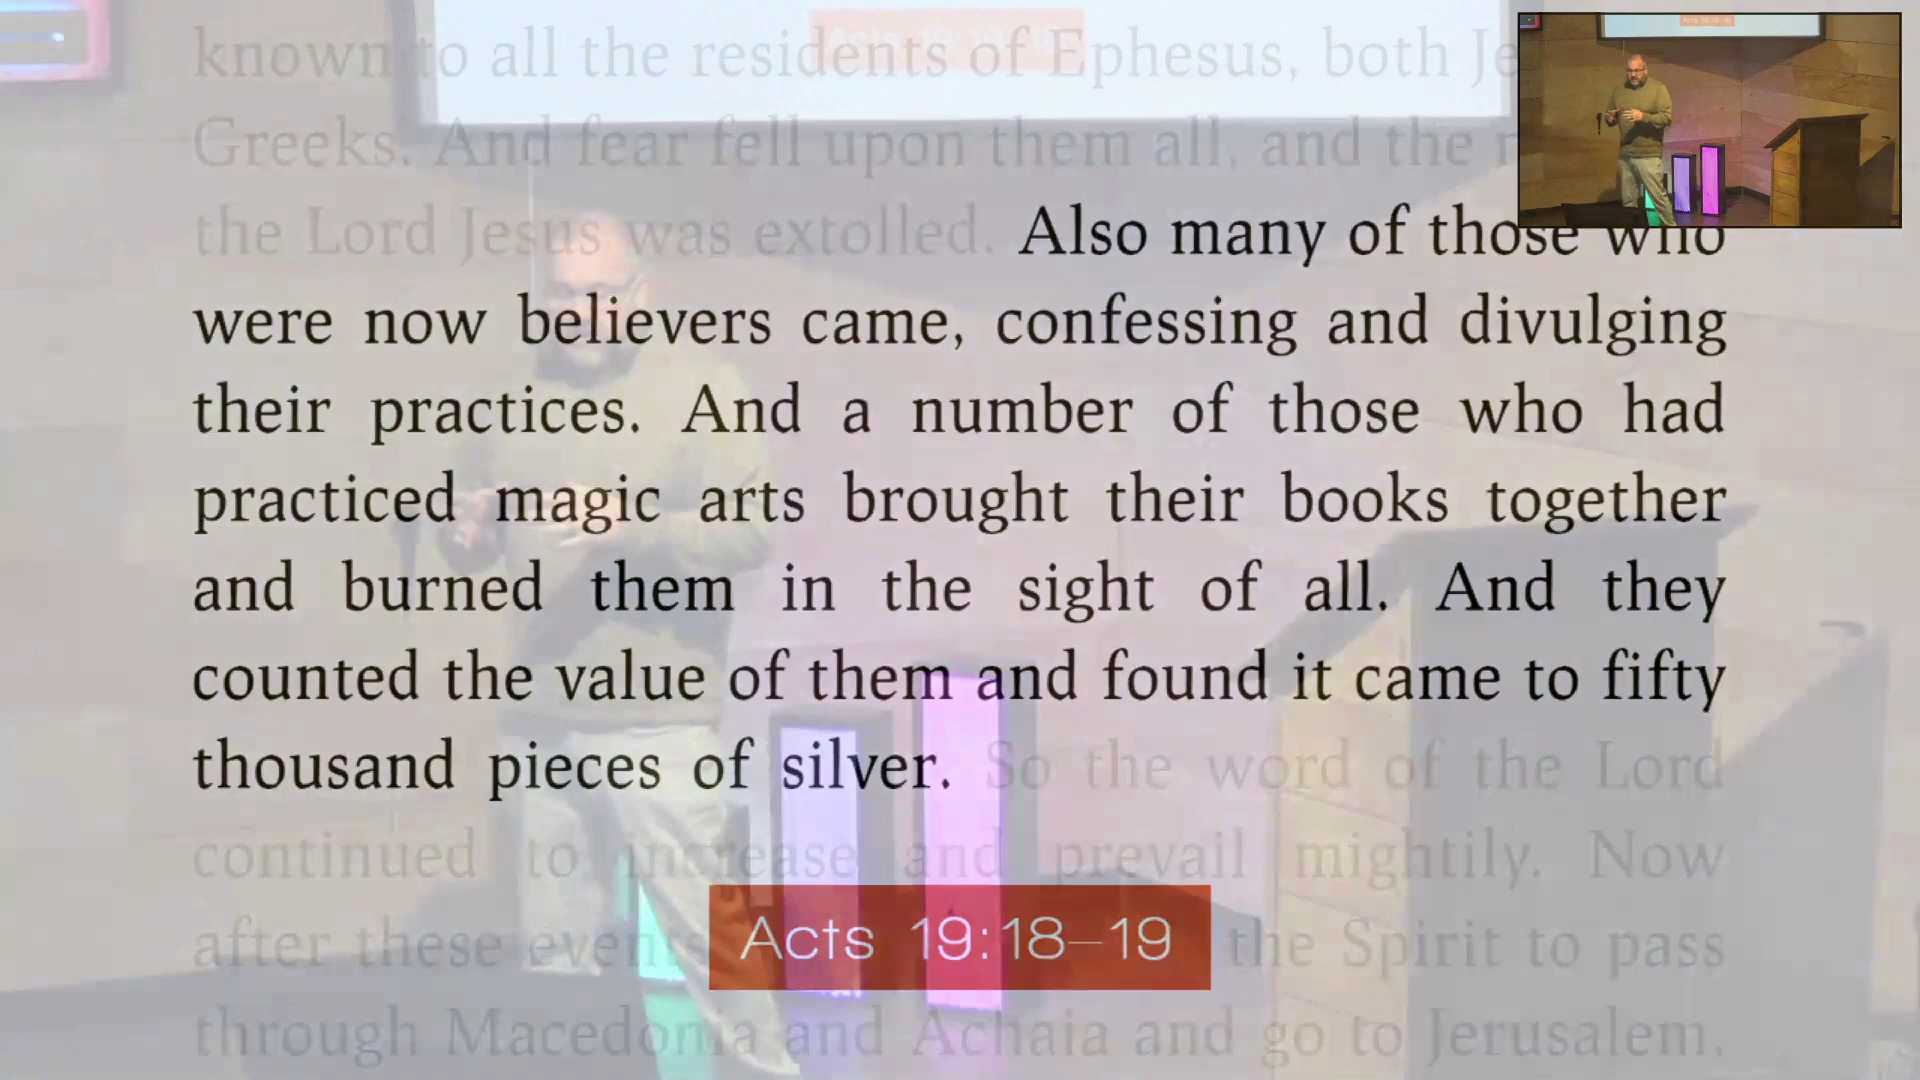 known to all the residents of Ephesus, both Je
Greeks. And fear fell upon them all, and the
the Lord Jesus was extolled. Also many of those who
were now believers came, confessing and divulging
their practices. And a number of those who had
practiced magic arts brought their books together
and burned them in the sight of all. And they
counted the value of them and found it came to fifty
thousand pieces of silver. So the word of the Lord
continued to increase and prevail mightily. Now
after these events the Spirit to pass
Acts 19:18–19
through Macedonia and Achaia and go to Jerusalem.
Acts 19:18–19